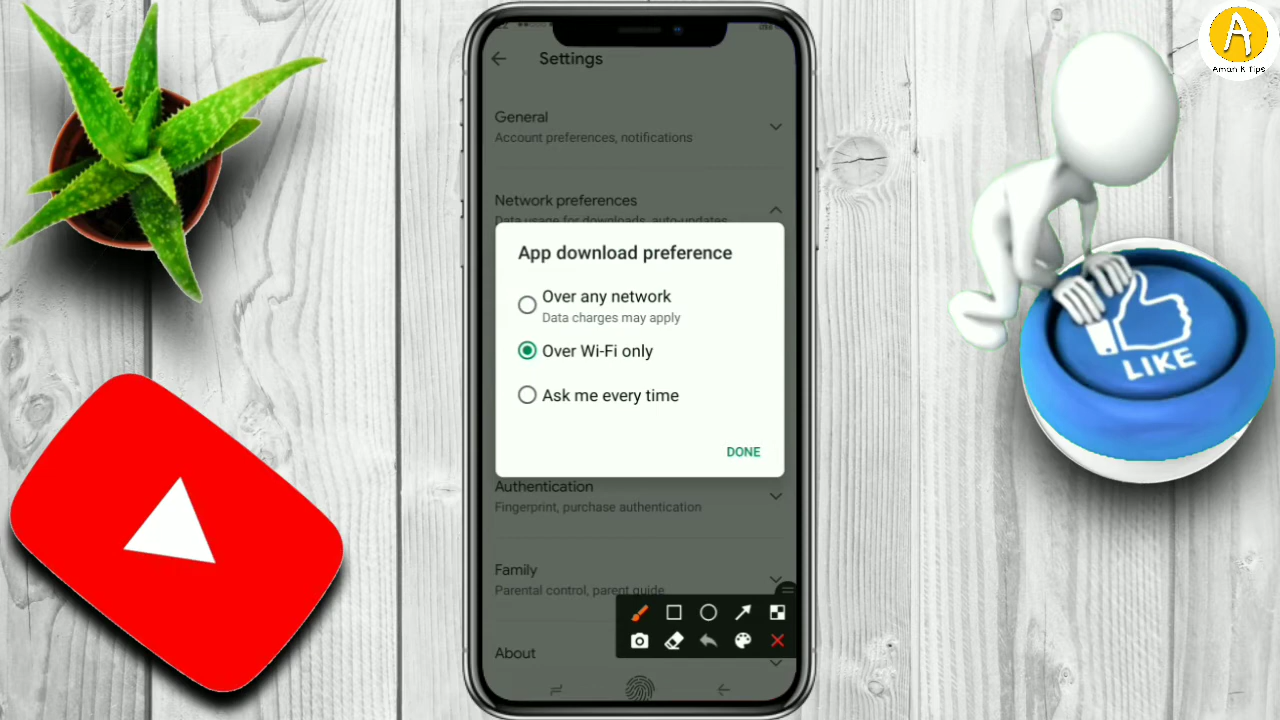 Settings
General
Account preferences, notifications
Network preferences
Data usage for downloads, auto-updates
App download preference
Over any network
Data charges may apply
Over Wi-Fi only
Ask me every time
DONE
Authentication
Fingerprint, purchase authentication
Family
Parental control, parent guide
About
A
Aman K Tips
LIKE